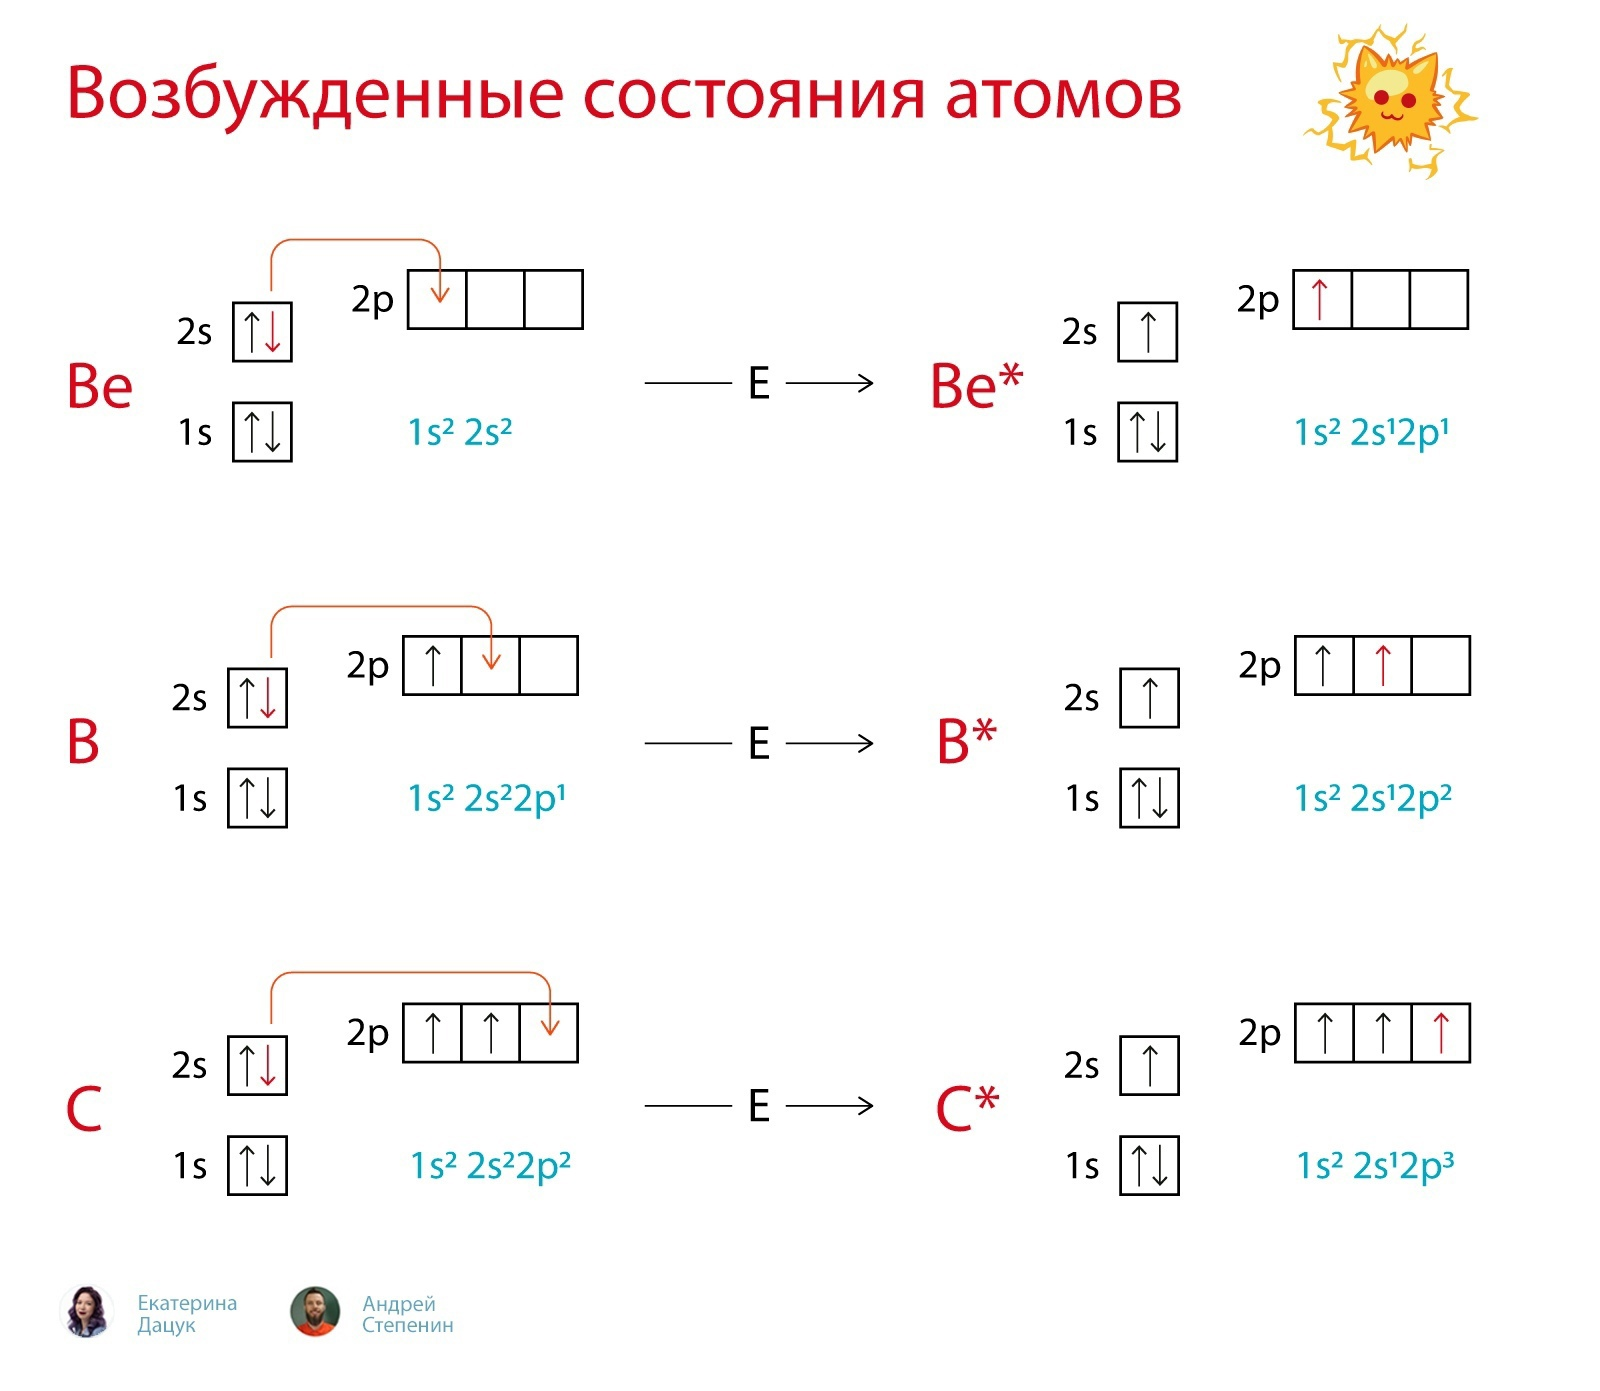 Возбужденные состояния атомов
2s ↑↓ 2p
Be
1s ↑↓ 1s² 2s²
E
Be*
2s ↑ 2p ↑
1s ↑↓ 1s² 2s¹2p¹
2s ↑↓ 2p ↑
B
1s ↑↓ 1s² 2s²2p¹
E
B*
2s ↑ 2p ↑ ↑
1s ↑↓ 1s² 2s¹2p²
2s ↑↓ 2p ↑ ↑
C
1s ↑↓ 1s² 2s²2p²
E
C*
2s ↑ 2p ↑ ↑ ↑
1s ↑↓ 1s² 2s¹2p³
Екатерина
Дацук
Андрей
Степенин